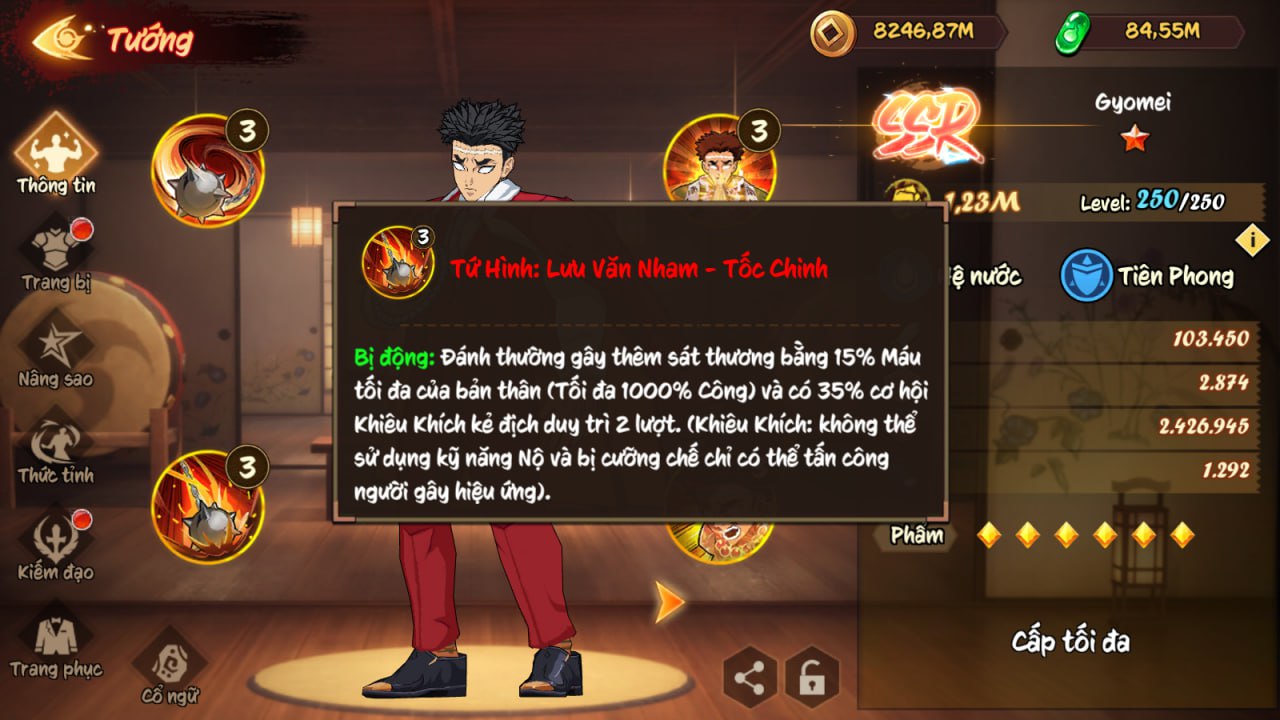 Tướng
8246,87M
84,55M
Thông tin
Trang bị
Nâng sao
Thức tỉnh
Kiếm đạo
Trang phục
Cổ ngữ
3
3
3
SSR
Gyomei
1,23M
Level: 250/250
i
ệ nước
Tiên Phong
103.450
2.874
2.426.945
1.292
Phẩm
Cấp tối đa
3
Tứ Hình: Lưu Văn Nham - Tốc Chinh
Bị động: Đánh thường gây thêm sát thương bằng 15% Máu
tối đa của bản thân (Tối đa 1000% Công) và có 35% cơ hội
Khiêu Khích kẻ địch duy trì 2 lượt. (Khiêu Khích: không thể
sử dụng kỹ năng Nộ và bị cưỡng chế chỉ có thể tấn công
người gây hiệu ứng).